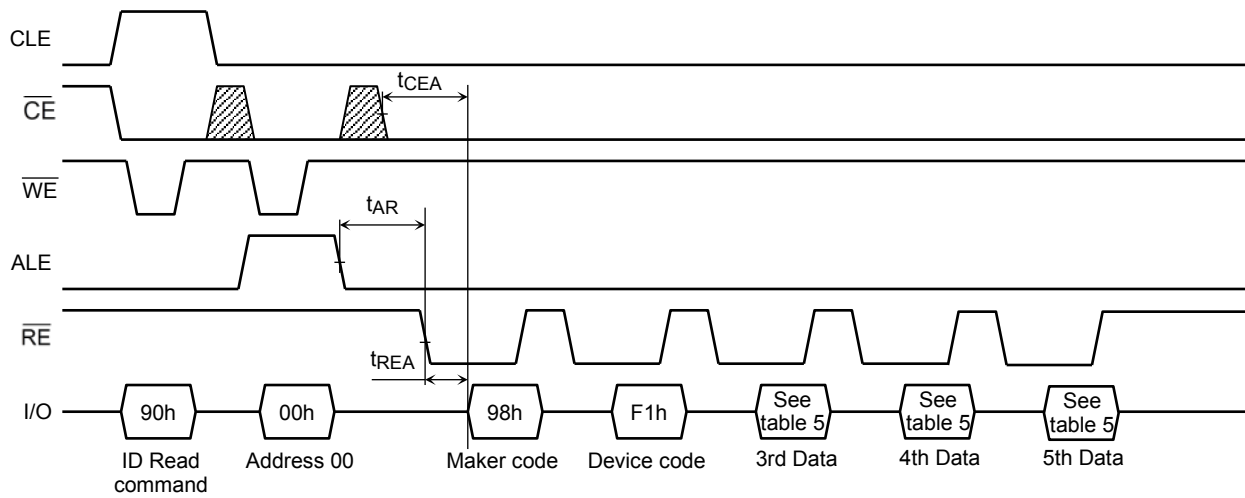 CLE
tCEA
CE
WE
tAR
ALE
RE
tREA
I/O
90h
00h
98h
F1h
See
table 5
See
table 5
See
table 5
ID Read
command
Address 00
Maker code
Device code
3rd Data
4th Data
5th Data